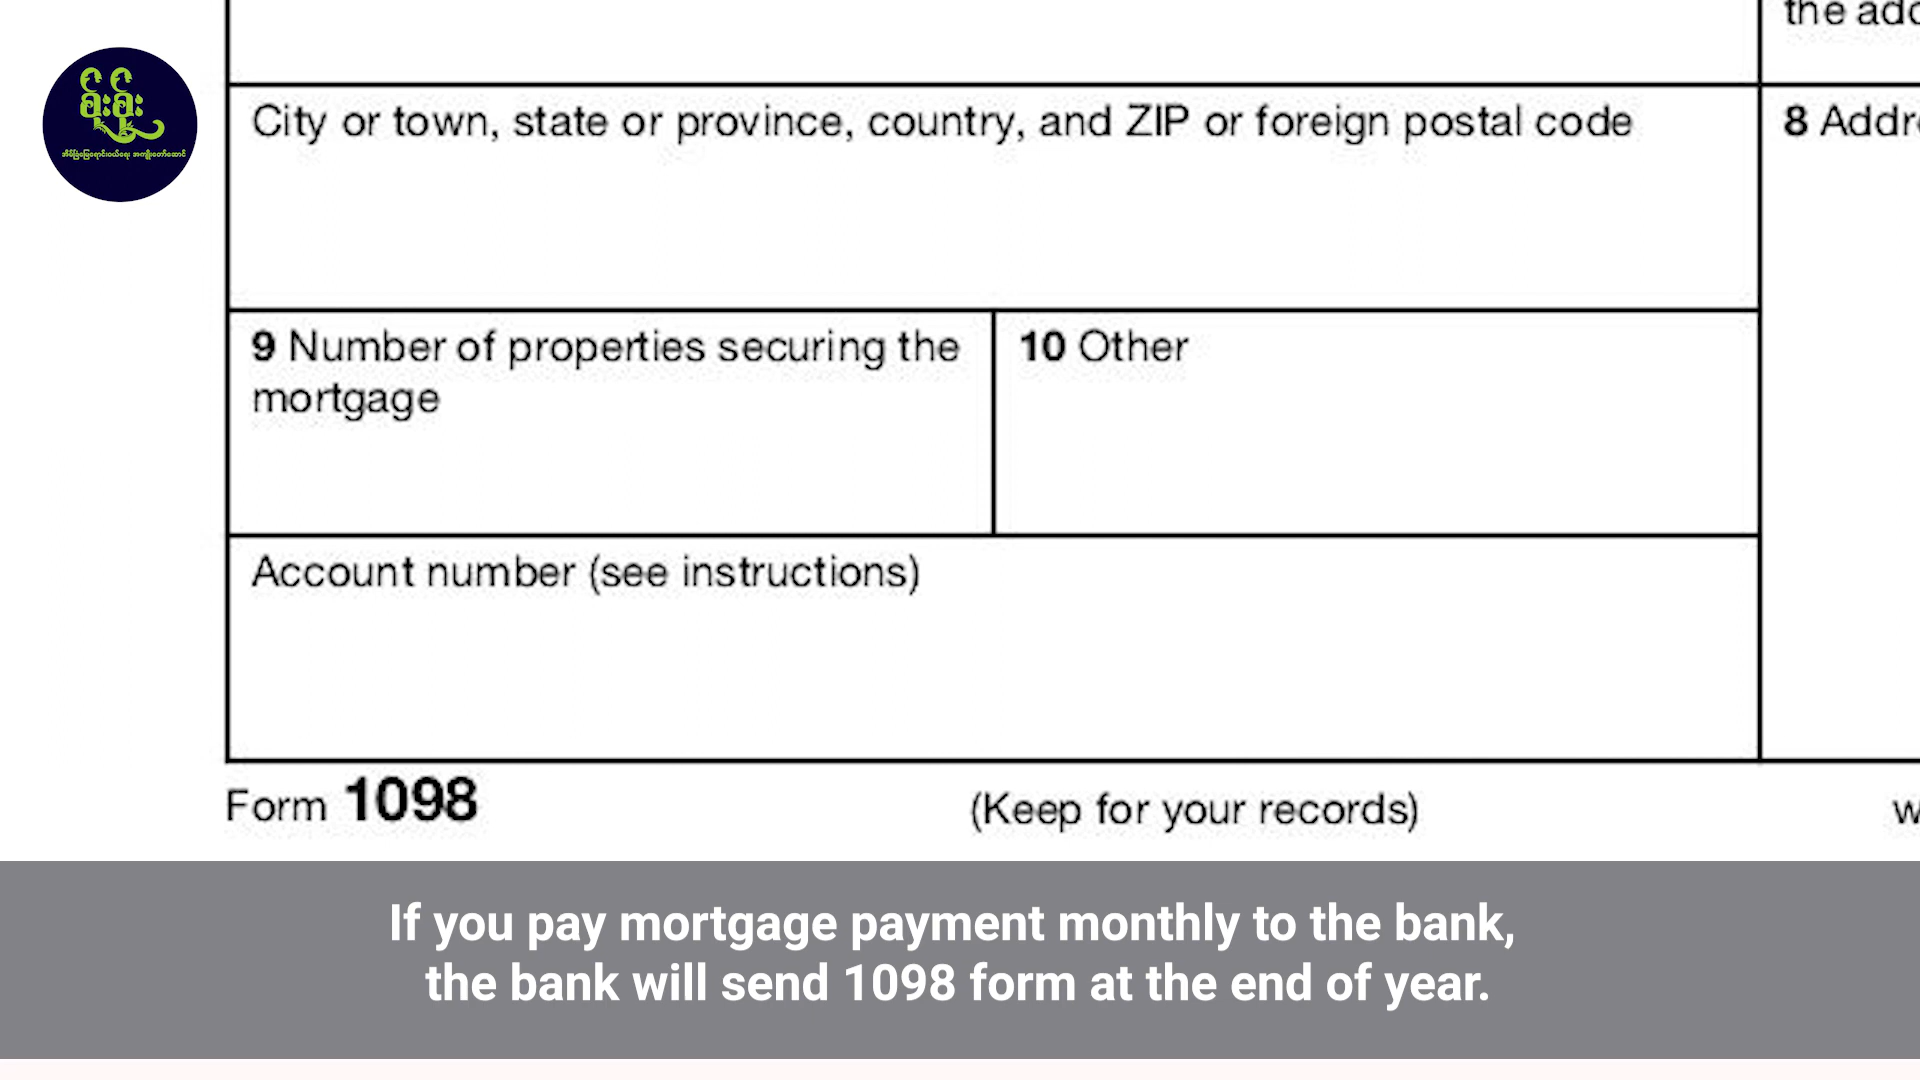 the add
City or town, state or province, country, and ZIP or foreign postal code
8 Addre
9 Number of properties securing the
mortgage
10 Other
Account number (see instructions)
Form 1098
(Keep for your records)
w
If you pay mortgage payment monthly to the bank,
the bank will send 1098 form at the end of year.